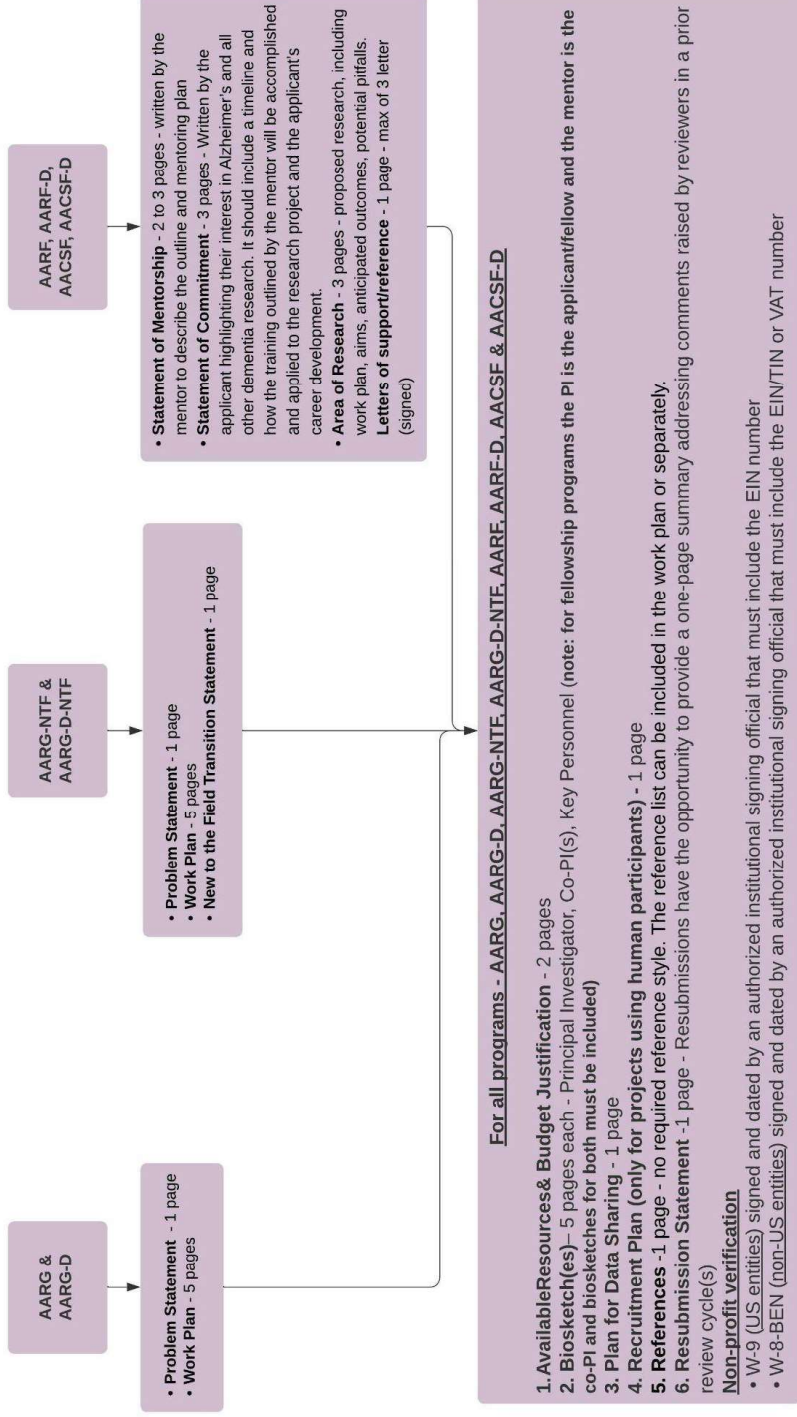 AARG &
AARG-D
AARG-NTF &
AARG-D-NTF
AARF, AARF-D,
AACSF, AACSF-D
• Problem Statement - 1 page
• Work Plan - 5 pages
• Problem Statement - 1 page
• Work Plan - 5 pages
• New to the Field Transition Statement - 1 page
• Statement of Mentorship - 2 to 3 pages - written by the
mentor to describe the outline and mentoring plan
• Statement of Commitment - 3 pages - Written by the
applicant highlighting their interest in Alzheimer's and all
other dementia research. It should include a timeline and
how the training outlined by the mentor will be accomplished
and applied to the research project and the applicant's
career development.
• Area of Research - 3 pages - proposed research, including
work plan, aims, anticipated outcomes, potential pitfalls.
Letters of support/reference - 1 page - max of 3 letter
(signed)
For all programs - AARG, AARG-D, AARG-NTF, AARG-D-NTF, AARF, AARF-D, AACSF & AACSF-D
1. AvailableResources& Budget Justification - 2 pages
2. Biosketch(es)– 5 pages each - Principal Investigator, Co-PI(s), Key Personnel (note: for fellowship programs the PI is the applicant/fellow and the mentor is the
co-PI and biosketches for both must be included)
3. Plan for Data Sharing - 1 page
4. Recruitment Plan (only for projects using human participants) - 1 page
5. References -1 page - no required reference style. The reference list can be included in the work plan or separately.
6. Resubmission Statement -1 page - Resubmissions have the opportunity to provide a one-page summary addressing comments raised by reviewers in a prior
review cycle(s)
Non-profit verification
• W-9 (US entities) signed and dated by an authorized institutional signing official that must include the EIN number
• W-8-BEN (non-US entities) signed and dated by an authorized institutional signing official that must include the EIN/TIN or VAT number